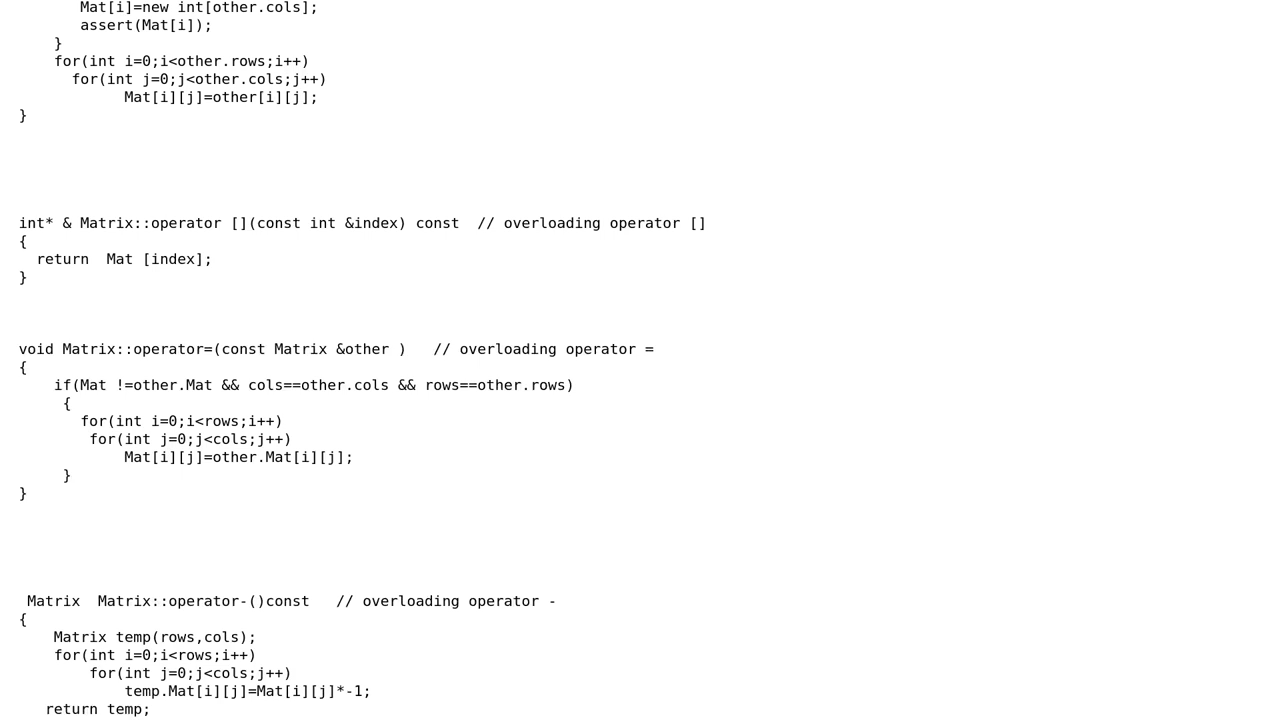 Mat[i]=new int[other.cols];
assert(Mat[i]);
}
for(int i=0;i<other.rows;i++)
for(int j=0;j<other.cols;j++)
Mat[i][j]=other[i][j];
}
int* & Matrix::operator [](const int &index) const  // overloading operator []
{
return  Mat [index];
}
void Matrix::operator=(const Matrix &other )   // overloading operator =
{
if(Mat !=other.Mat && cols==other.cols && rows==other.rows)
{
for(int i=0;i<rows;i++)
for(int j=0;j<cols;j++)
Mat[i][j]=other.Mat[i][j];
}
}
Matrix  Matrix::operator-()const   // overloading operator -
{
Matrix temp(rows,cols);
for(int i=0;i<rows;i++)
for(int j=0;j<cols;j++)
temp.Mat[i][j]=Mat[i][j]*-1;
return temp;